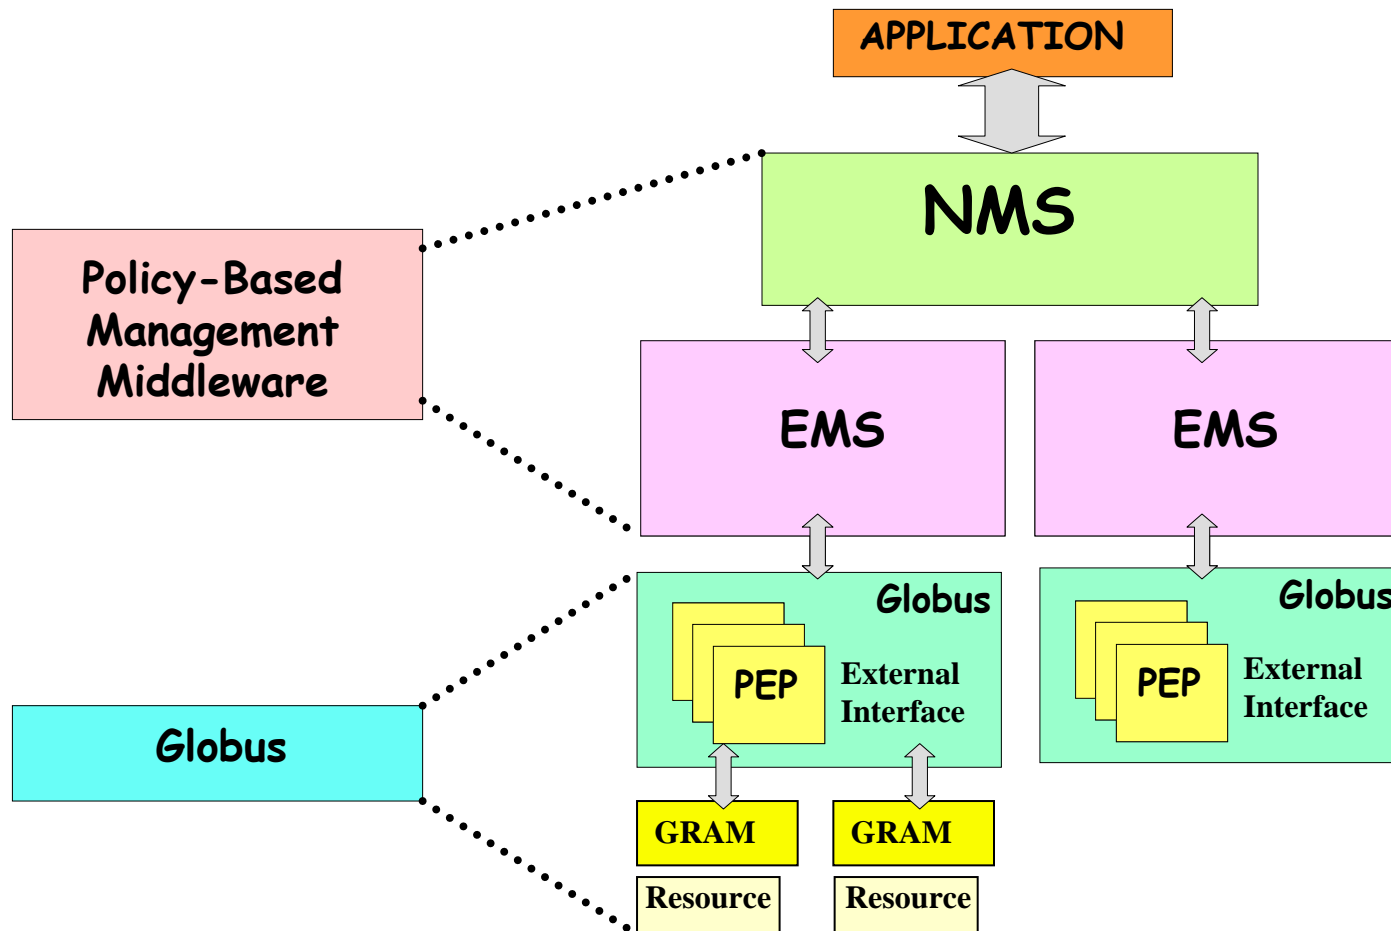 APPLICATION
NMS
Policy-Based
Management
Middleware
EMS
EMS
Globus
PEP
External
Interface
Globus
PEP
External
Interface
Globus
GRAM
GRAM
Resource
Resource